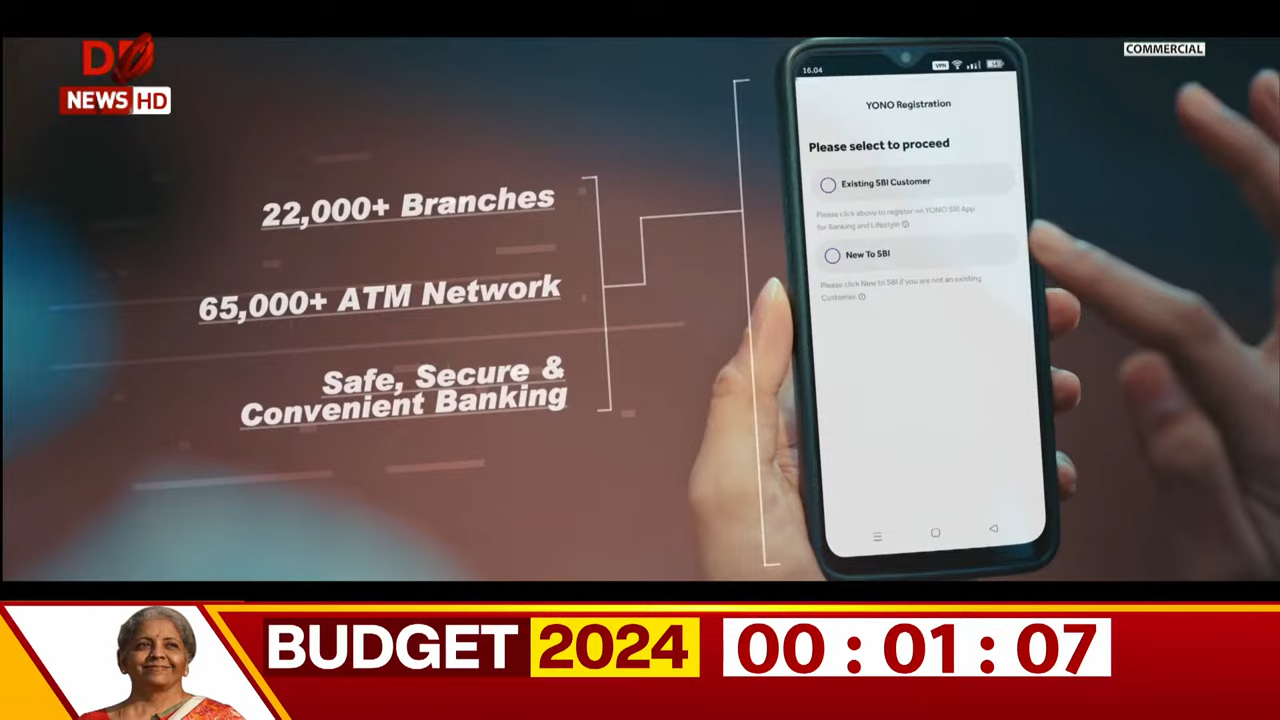 DD
NEWS HD
COMMERCIAL
22,000+ Branches
65,000+ ATM Network
Safe, Secure &
Convenient Banking
16.04
VPN
YONO Registration
Please select to proceed
Existing SBI Customer
Please click above to register on YONO SBI App
for Banking and Lifestyle
New To SBI
Please click New to SBI if you are not an existing
Customer.
BUDGET 2024 00 : 01 : 07